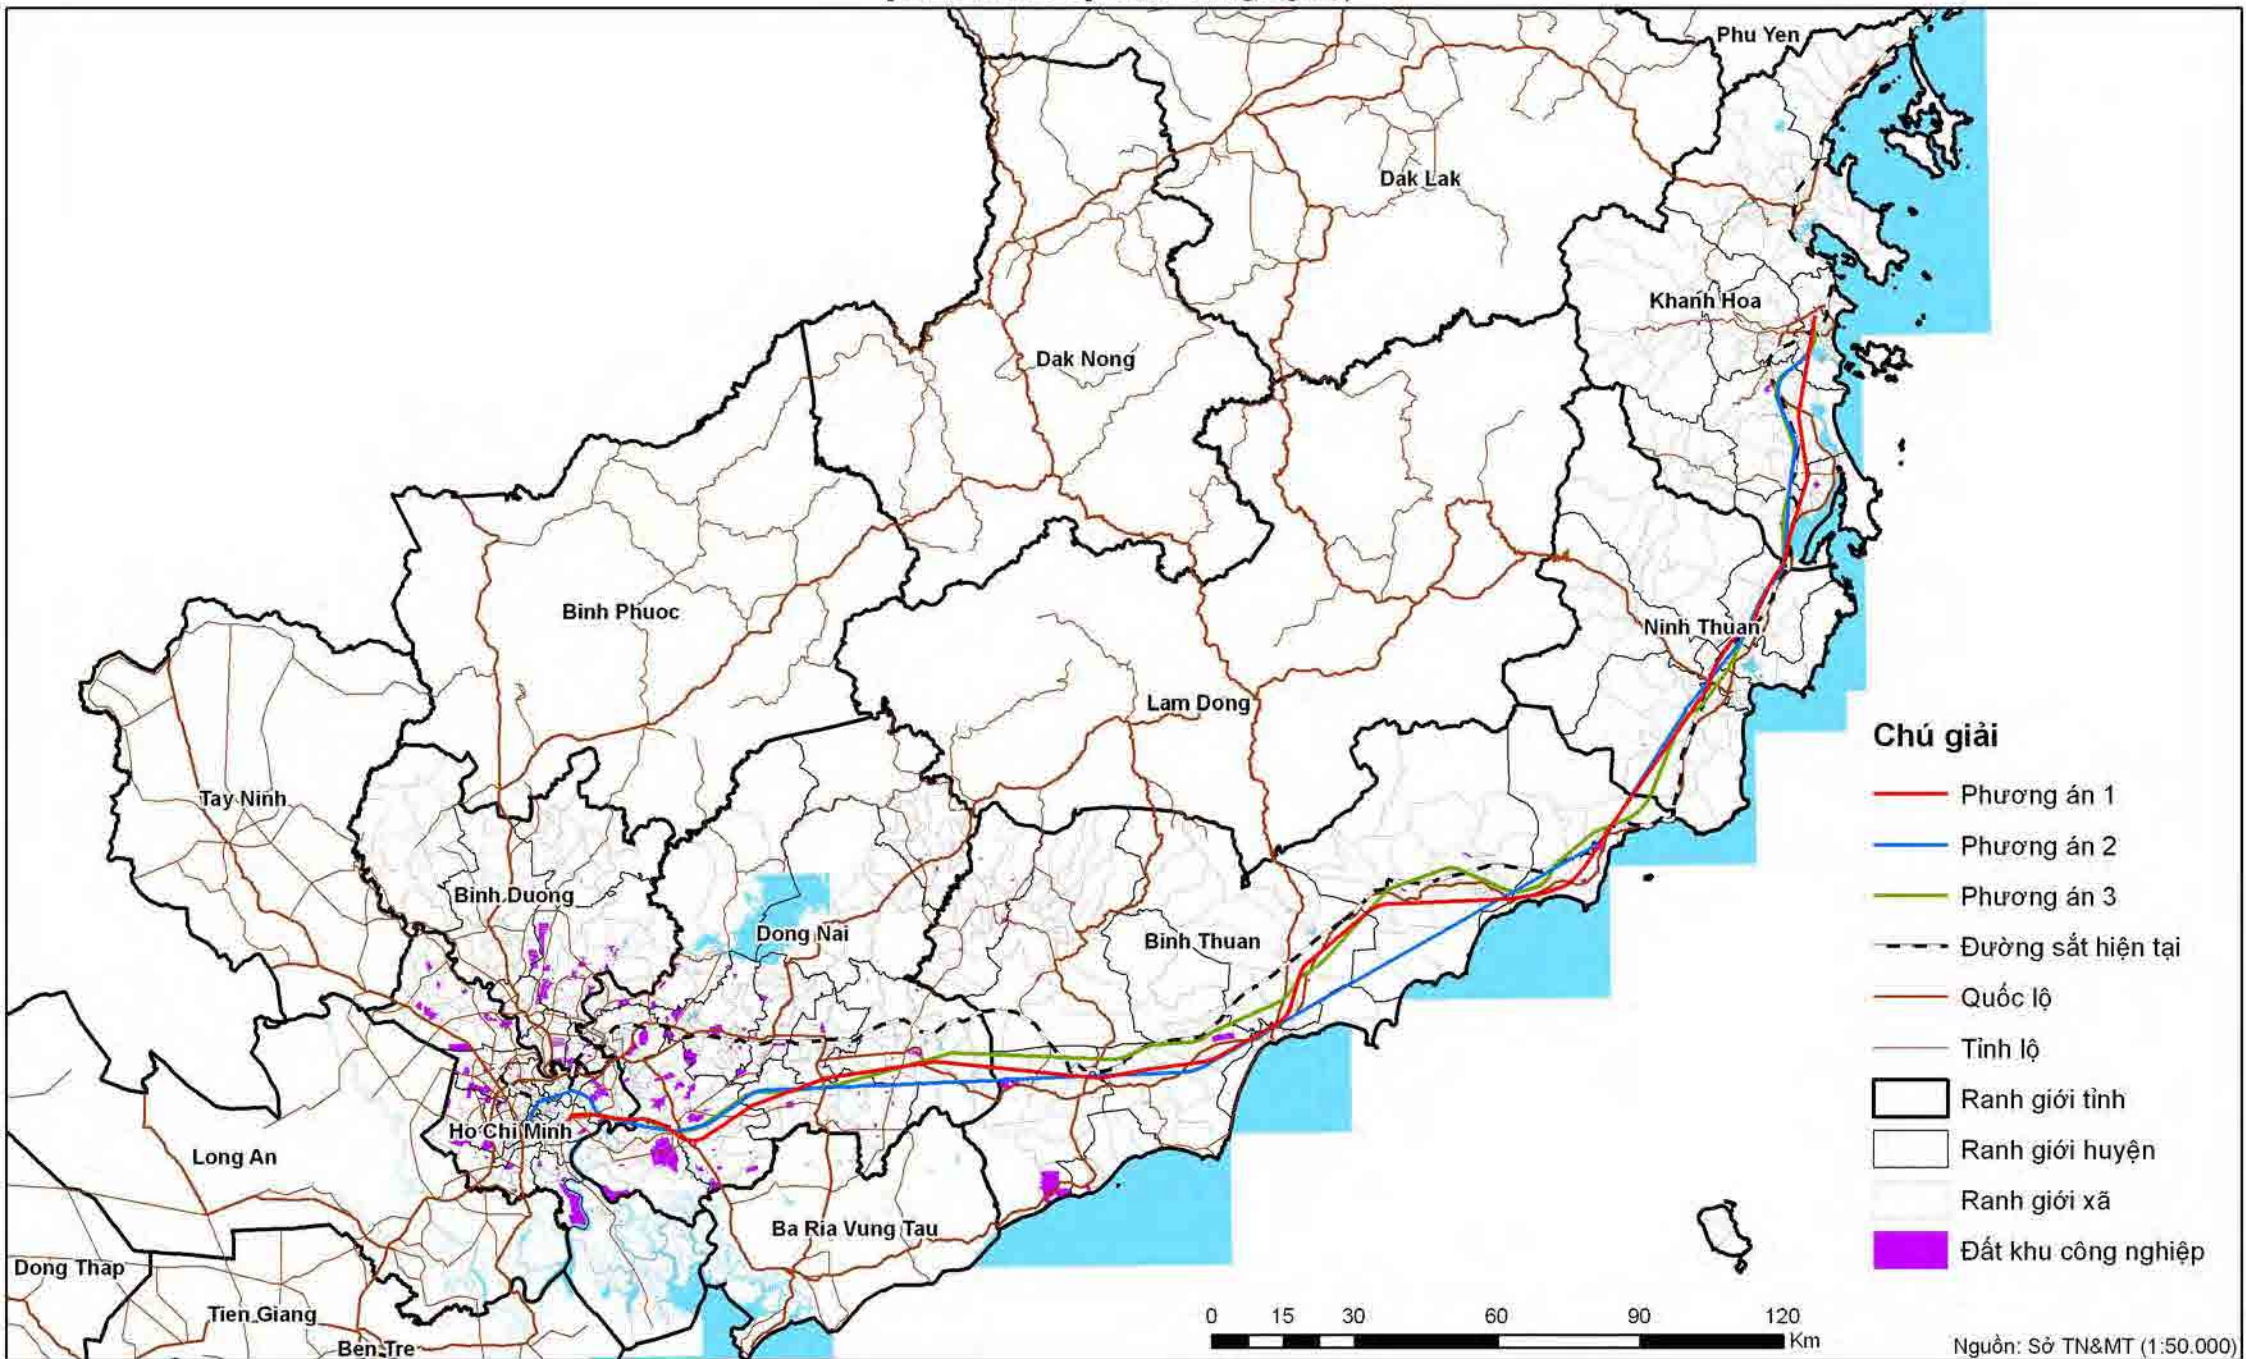 Phu Yen
Dak Lak
Khanh Hoa
Dak Nong
Binh Phuoc
Ninh Thuan
Lam Dong
Tay Ninh
Binh Duong
Dong Nai
Binh Thuan
Ho Chi Minh
Long An
Ba Ria Vung Tau
Dong Thap
Tien Giang
Ben Tre
Chú giải
Phương án 1
Phương án 2
Phương án 3
Đường sắt hiện tại
Quốc lộ
Tỉnh lộ
Ranh giới tỉnh
Ranh giới huyện
Ranh giới xã
Đất khu công nghiệp
0 15 30 60 90 120
Km
Nguồn: Sở TN&MT (1:50.000)